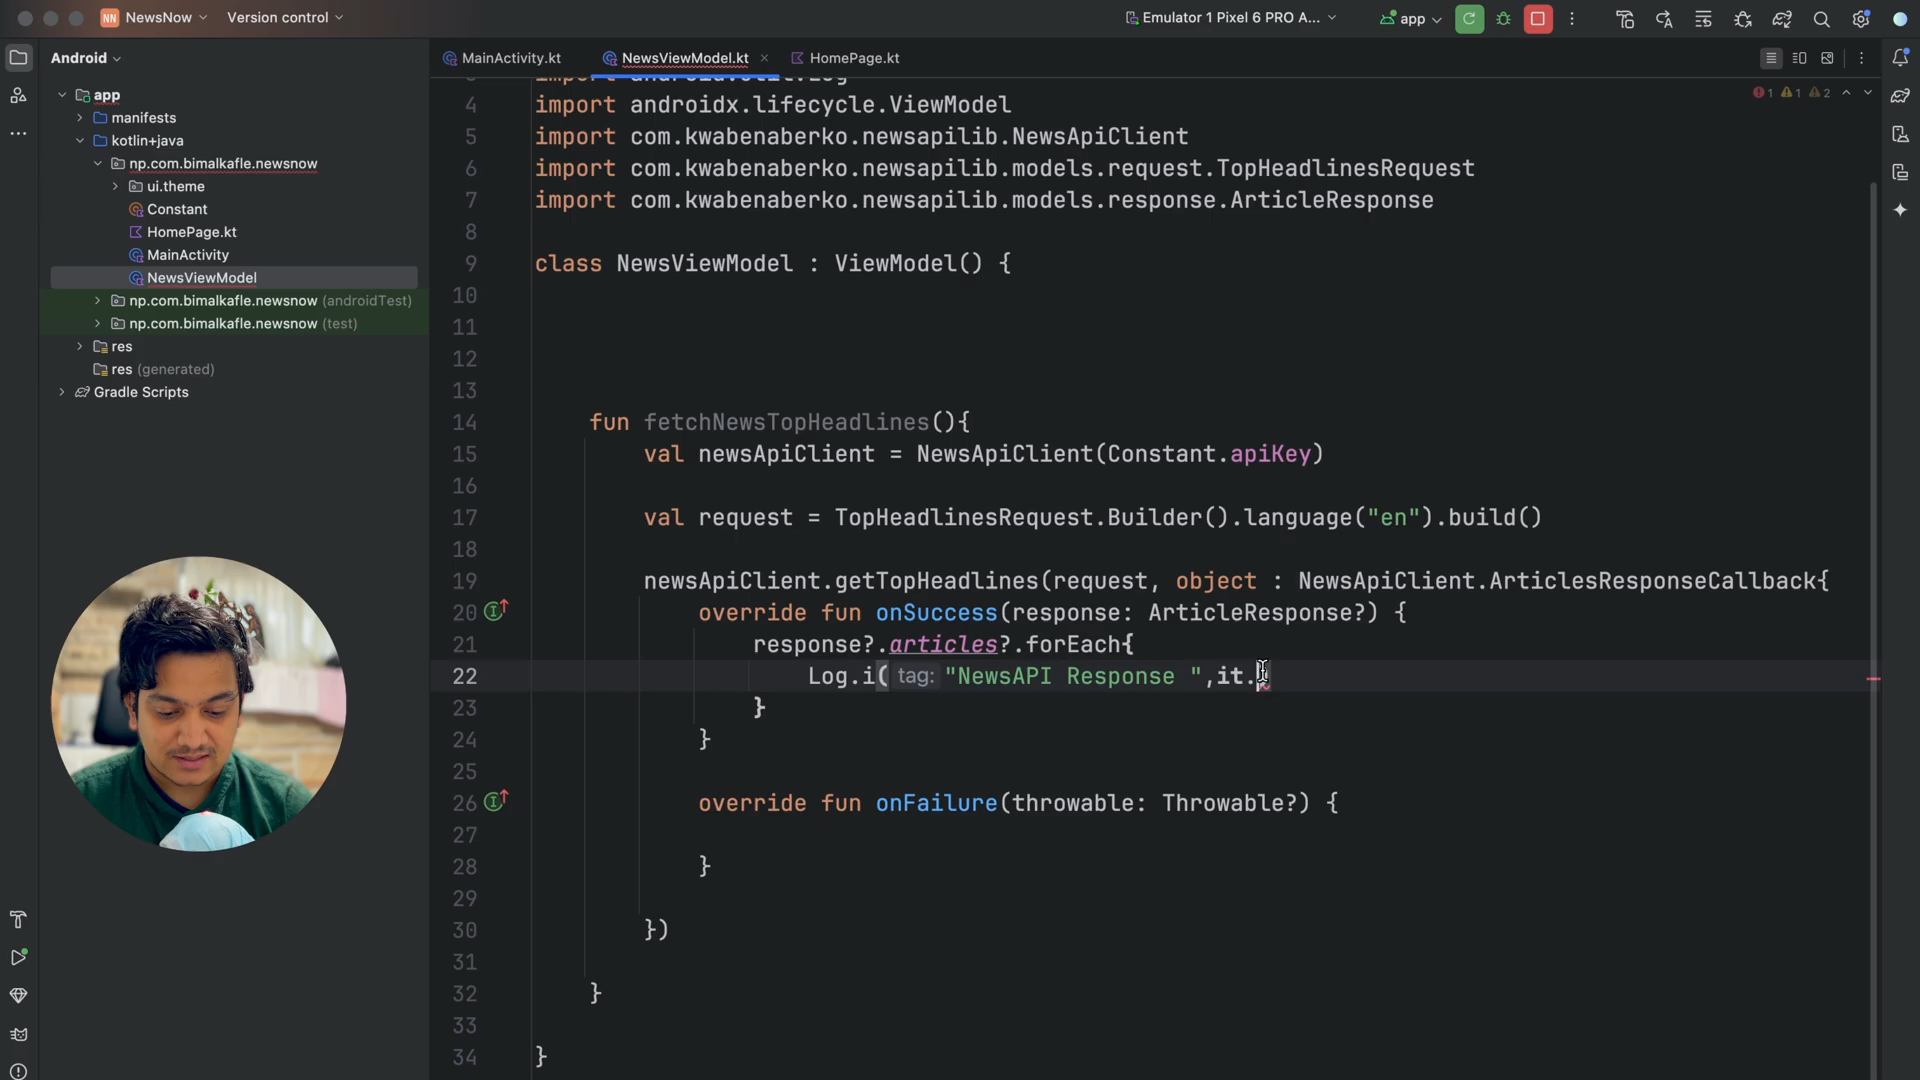 NN NewsNow Version control Emulator 1 Pixel 6 PRO A... app
Android
MainActivity.kt NewsViewModel.kt HomePage.kt
app
manifests
kotlin+java
np.com.bimalkafle.newsnow
ui.theme
Constant
HomePage.kt
MainActivity
NewsViewModel
np.com.bimalkafle.newsnow (androidTest)
np.com.bimalkafle.newsnow (test)
res
res (generated)
Gradle Scripts
1 1 2
4 import androidx.lifecycle.ViewModel
5 import com.kwabenaberko.newsapilib.NewsApiClient
6 import com.kwabenaberko.newsapilib.models.request.TopHeadlinesRequest
7 import com.kwabenaberko.newsapilib.models.response.ArticleResponse
8
9 class NewsViewModel : ViewModel() {
10
11
12
13
14 fun fetchNewsTopHeadlines(){
15 val newsApiClient = NewsApiClient(Constant.apiKey)
16
17 val request = TopHeadlinesRequest.Builder().language("en").build()
18
19 newsApiClient.getTopHeadlines(request, object : NewsApiClient.ArticlesResponseCallback{
20 override fun onSuccess(response: ArticleResponse?) {
21 response?.articles?.forEach{
22 Log.i( tag: "NewsAPI Response ",it.
23 }
24 }
25
26 override fun onFailure(throwable: Throwable?) {
27
28 }
29
30 })
31
32 }
33
34 }